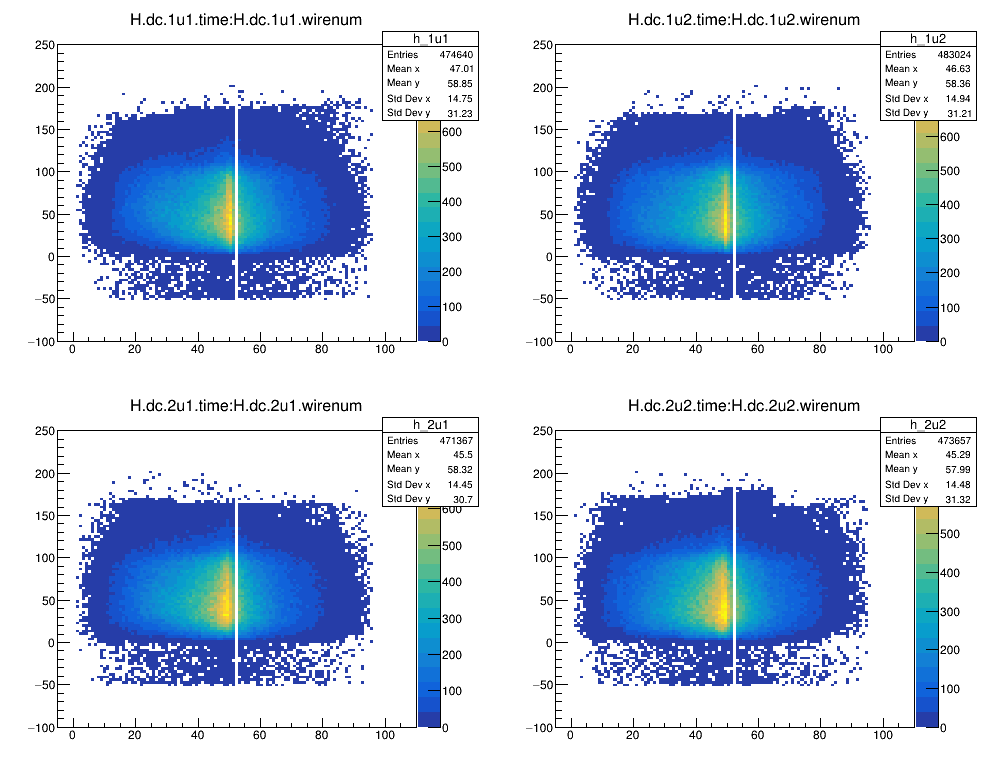 H.dc.1u1.time:H.dc.1u1.wirenum
h_1u1
Entries 474640
Mean x 47.01
Mean y 58.85
Std Dev x 14.75
Std Dev y 31.23
250
200
150
100
50
0
−50
−100
0 20 40 60 80 100
600
500
400
300
200
100
0
H.dc.1u2.time:H.dc.1u2.wirenum
h_1u2
Entries 483024
Mean x 46.63
Mean y 58.36
Std Dev x 14.94
Std Dev y 31.21
250
200
150
100
50
0
−50
−100
0 20 40 60 80 100
600
500
400
300
200
100
0
H.dc.2u1.time:H.dc.2u1.wirenum
h_2u1
Entries 471367
Mean x 45.5
Mean y 58.32
Std Dev x 14.45
Std Dev y 30.7
250
200
150
100
50
0
−50
−100
0 20 40 60 80 100
600
500
400
300
200
100
0
H.dc.2u2.time:H.dc.2u2.wirenum
h_2u2
Entries 473657
Mean x 45.29
Mean y 57.99
Std Dev x 14.48
Std Dev y 31.32
250
200
150
100
50
0
−50
−100
0 20 40 60 80 100
500
400
300
200
100
0